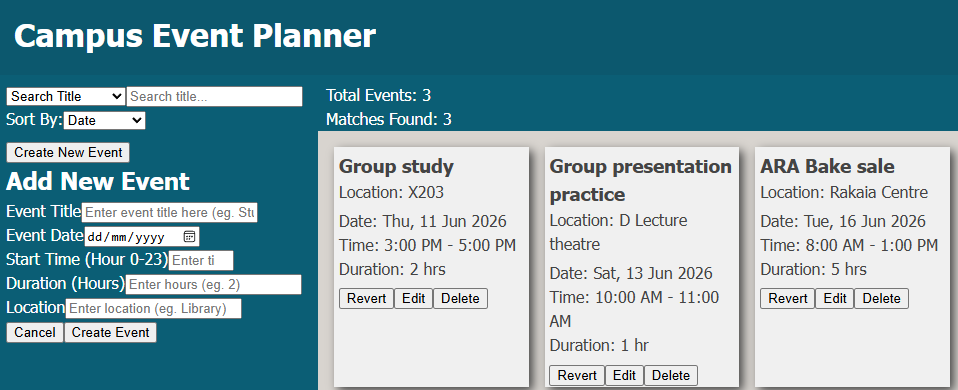 Campus Event Planner
Search Title Search title...
Sort By: Date
Create New Event
Add New Event
Event Title Enter event title here (eg. Stu
Event Date dd/mm/yyyy
Start Time (Hour 0-23) Enter ti
Duration (Hours) Enter hours (eg. 2)
Location Enter location (eg. Library)
Cancel Create Event
Total Events: 3
Matches Found: 3
Group study
Location: X203
Date: Thu, 11 Jun 2026
Time: 3:00 PM - 5:00 PM
Duration: 2 hrs
Revert Edit Delete
Group presentation
practice
Location: D Lecture
theatre
Date: Sat, 13 Jun 2026
Time: 10:00 AM - 11:00
AM
Duration: 1 hr
Revert Edit Delete
ARA Bake sale
Location: Rakaia Centre
Date: Tue, 16 Jun 2026
Time: 8:00 AM - 1:00 PM
Duration: 5 hrs
Revert Edit Delete